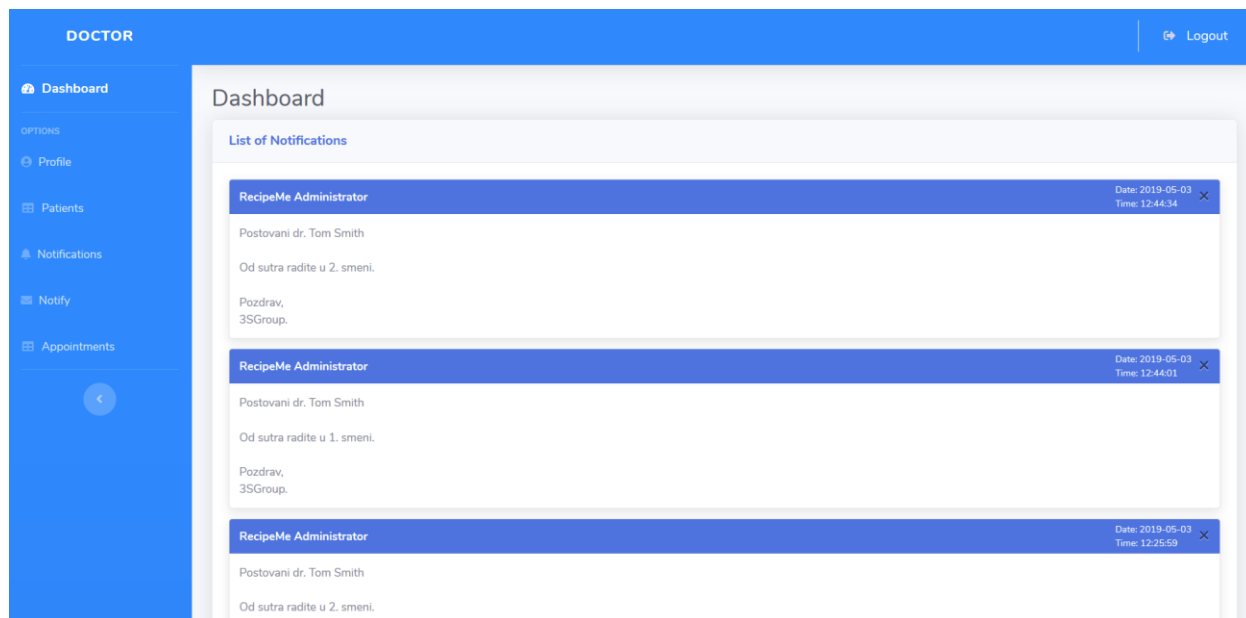 DOCTOR
Logout
Dashboard
OPTIONS
Profile
Patients
Notifications
Notify
Appointments
Dashboard
List of Notifications
RecipeMe Administrator
Date: 2019-05-03
Time: 12:44:34
Postovani dr. Tom Smith
Od sutra radite u 2. smeni.
Pozdrav,
3SGroup.
RecipeMe Administrator
Date: 2019-05-03
Time: 12:44:01
Postovani dr. Tom Smith
Od sutra radite u 1. smeni.
Pozdrav,
3SGroup.
RecipeMe Administrator
Date: 2019-05-03
Time: 12:25:59
Postovani dr. Tom Smith
Od sutra radite u 2. smeni.